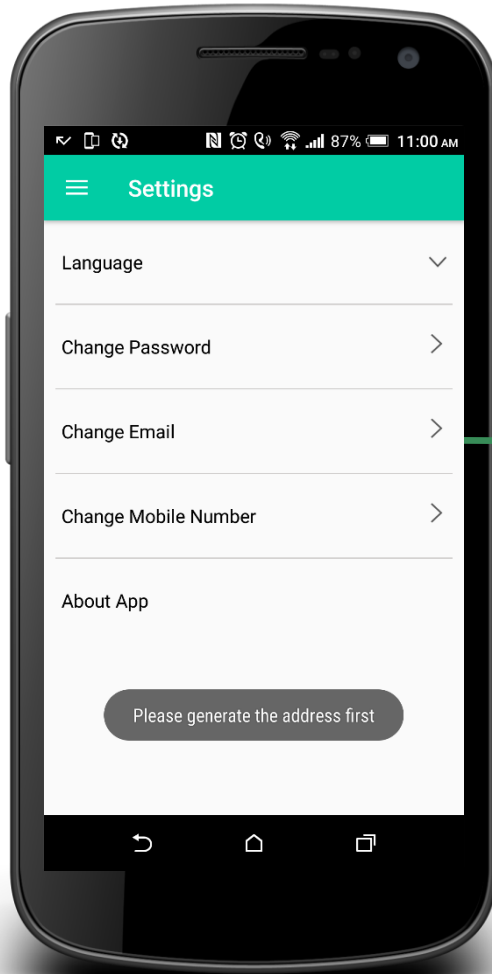 87% 11:00 AM
Settings
Language
Change Password
Change Email
Change Mobile Number
About App
Please generate the address first